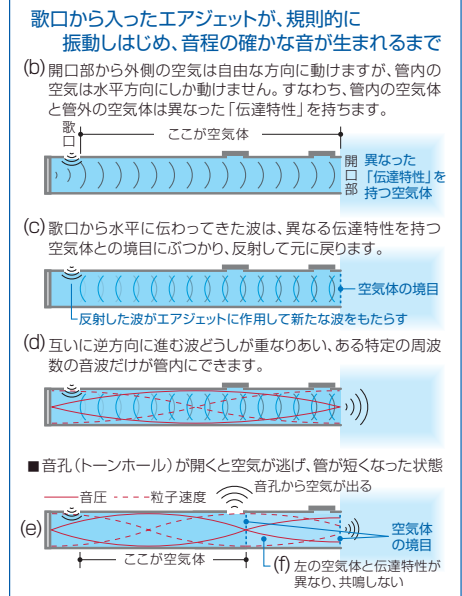 歌口から入ったエアジェットが、規則的に
振動しはじめ、音程の確かな音が生まれるまで
(b) 開口部から外側の空気は自由な方向に動けますが、管内の
空気は水平方向にしか動けません。すなわち、管内の空気体
と管外の空気体は異なった「伝達特性」を持ちます。
歌口
ここが空気体
開口部
異なった
「伝達特性」を
持つ空気体
(c) 歌口から水平に伝わってきた波は、異なる伝達特性を持つ
空気体との境目にぶつかり、反射して元に戻ります。
空気体の境目
反射した波がエアジェットに作用して新たな波をもたらす
(d) 互いに逆方向に進む波どうしが重なりあい、ある特定の周波
数の音波だけが管内にできます。
■音孔(トーンホール)が開くと空気が逃げ、管が短くなった状態
音圧 粒子速度 音孔から空気が出る
(e)
空気体
の境目
ここが空気体
(f) 左の空気体と伝達特性が
異なり、共鳴しない